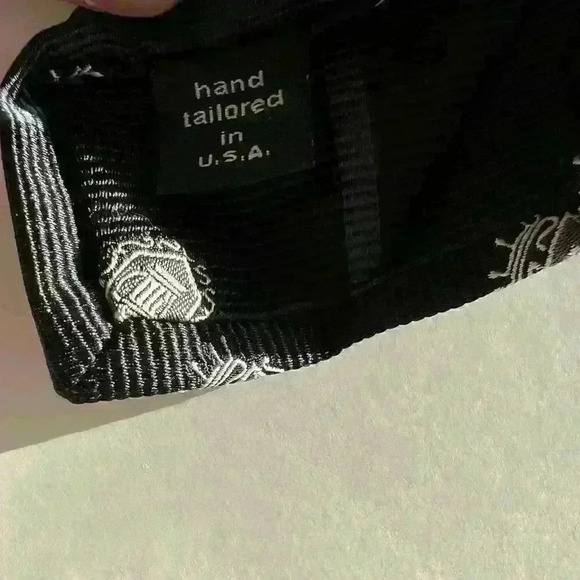 hand
tailored
in
U.S.A.